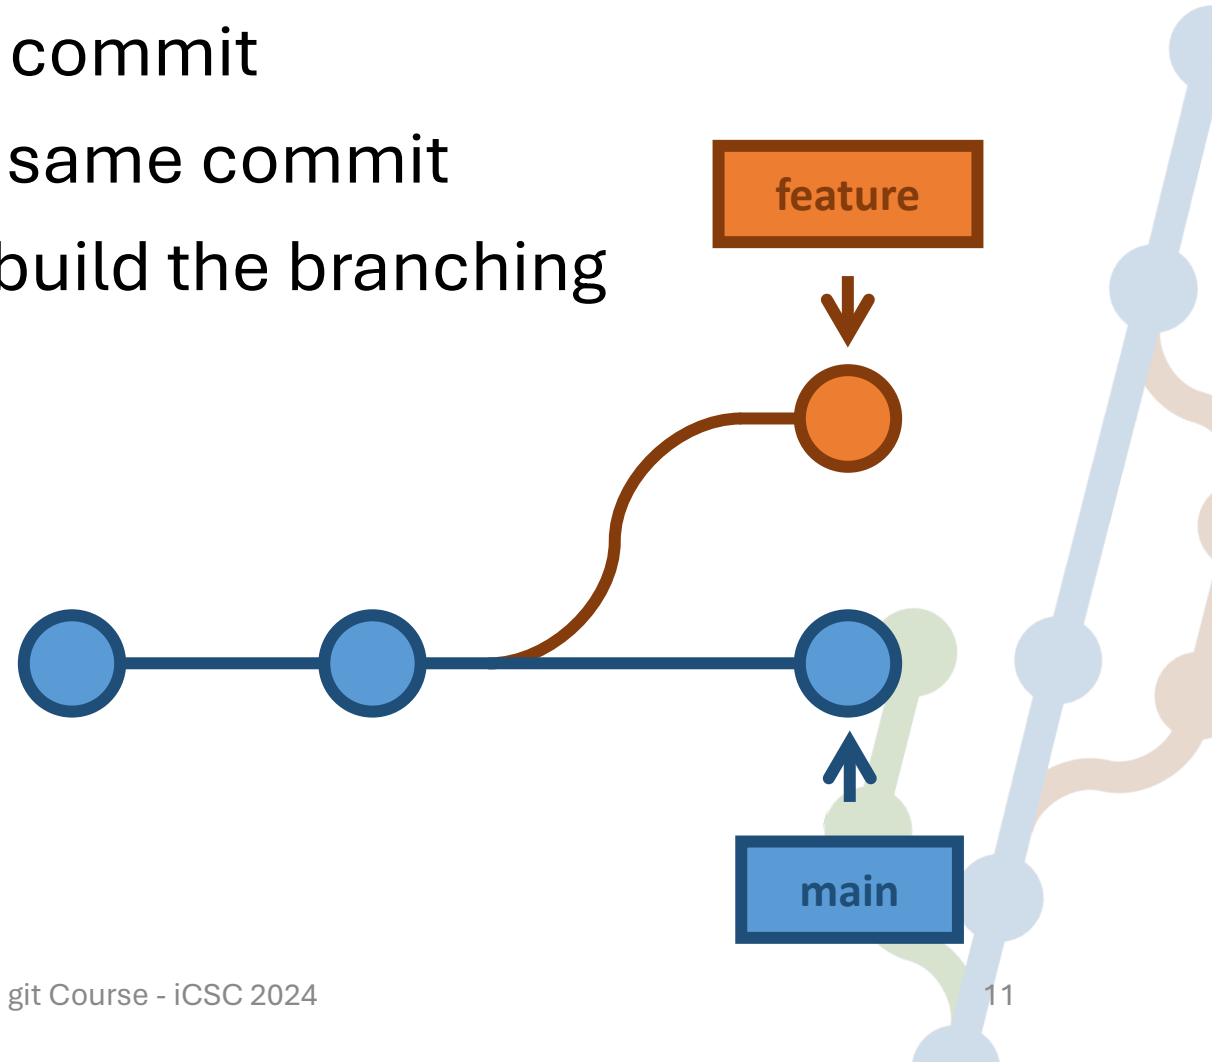 commit
same commit
build the branching
feature
main
git Course - iCSC 2024
11